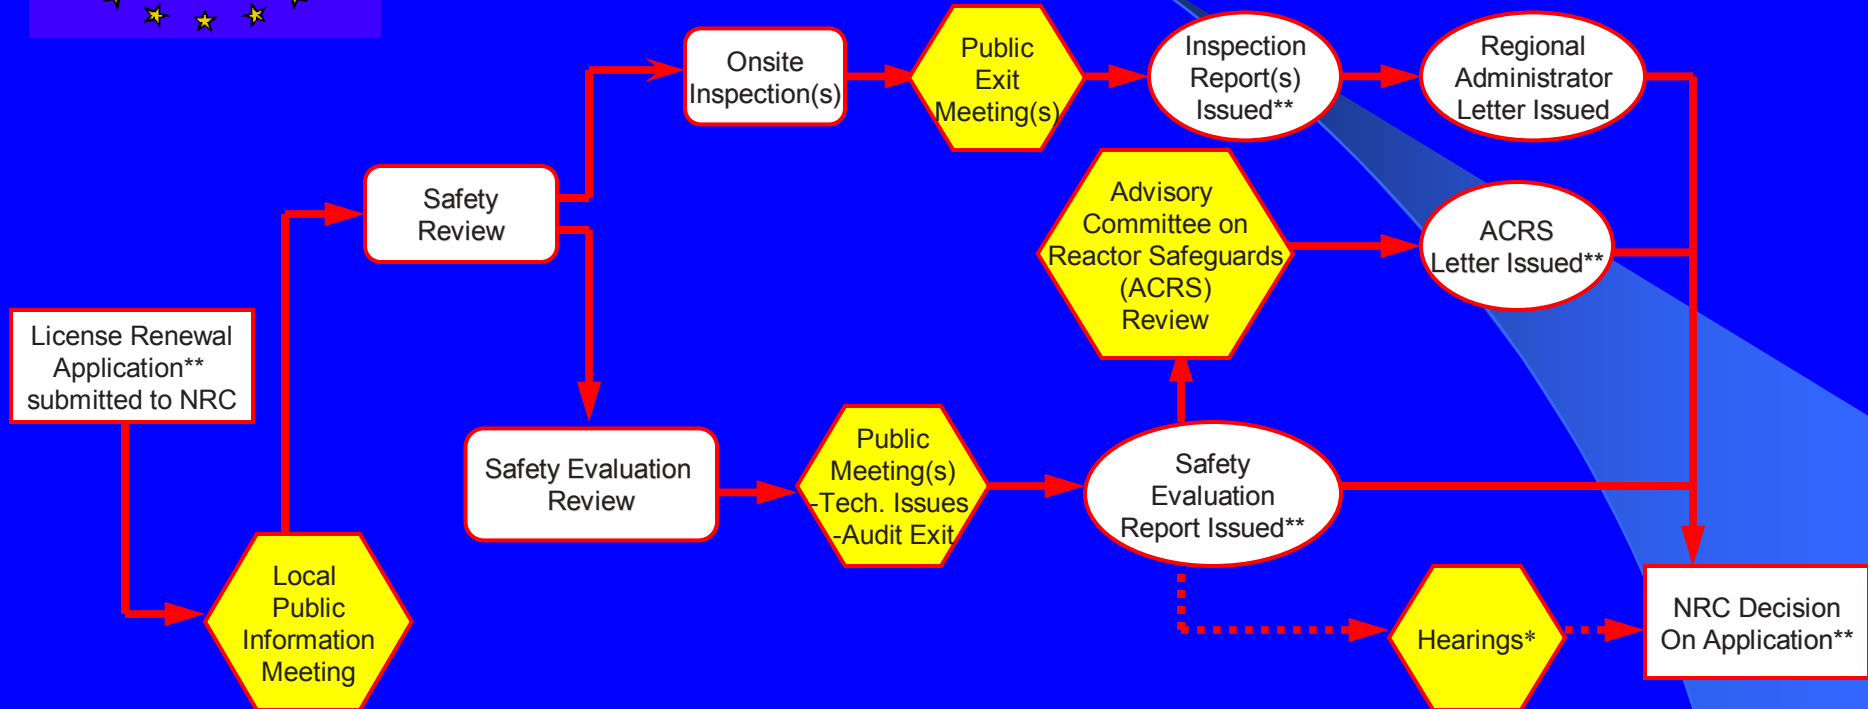 Onsite
Inspection(s)
Public
Exit
Meeting(s)
Inspection
Report(s)
Issued**
Regional
Administrator
Letter Issued
Safety
Review
Advisory
Committee on
Reactor Safeguards
(ACRS)
Review
ACRS
Letter Issued**
License Renewal
Application**
submitted to NRC
Safety Evaluation
Review
Public
Meeting(s)
-Tech. Issues
-Audit Exit
Safety
Evaluation
Report Issued**
Local
Public
Information
Meeting
Hearings*
NRC Decision
On Application**